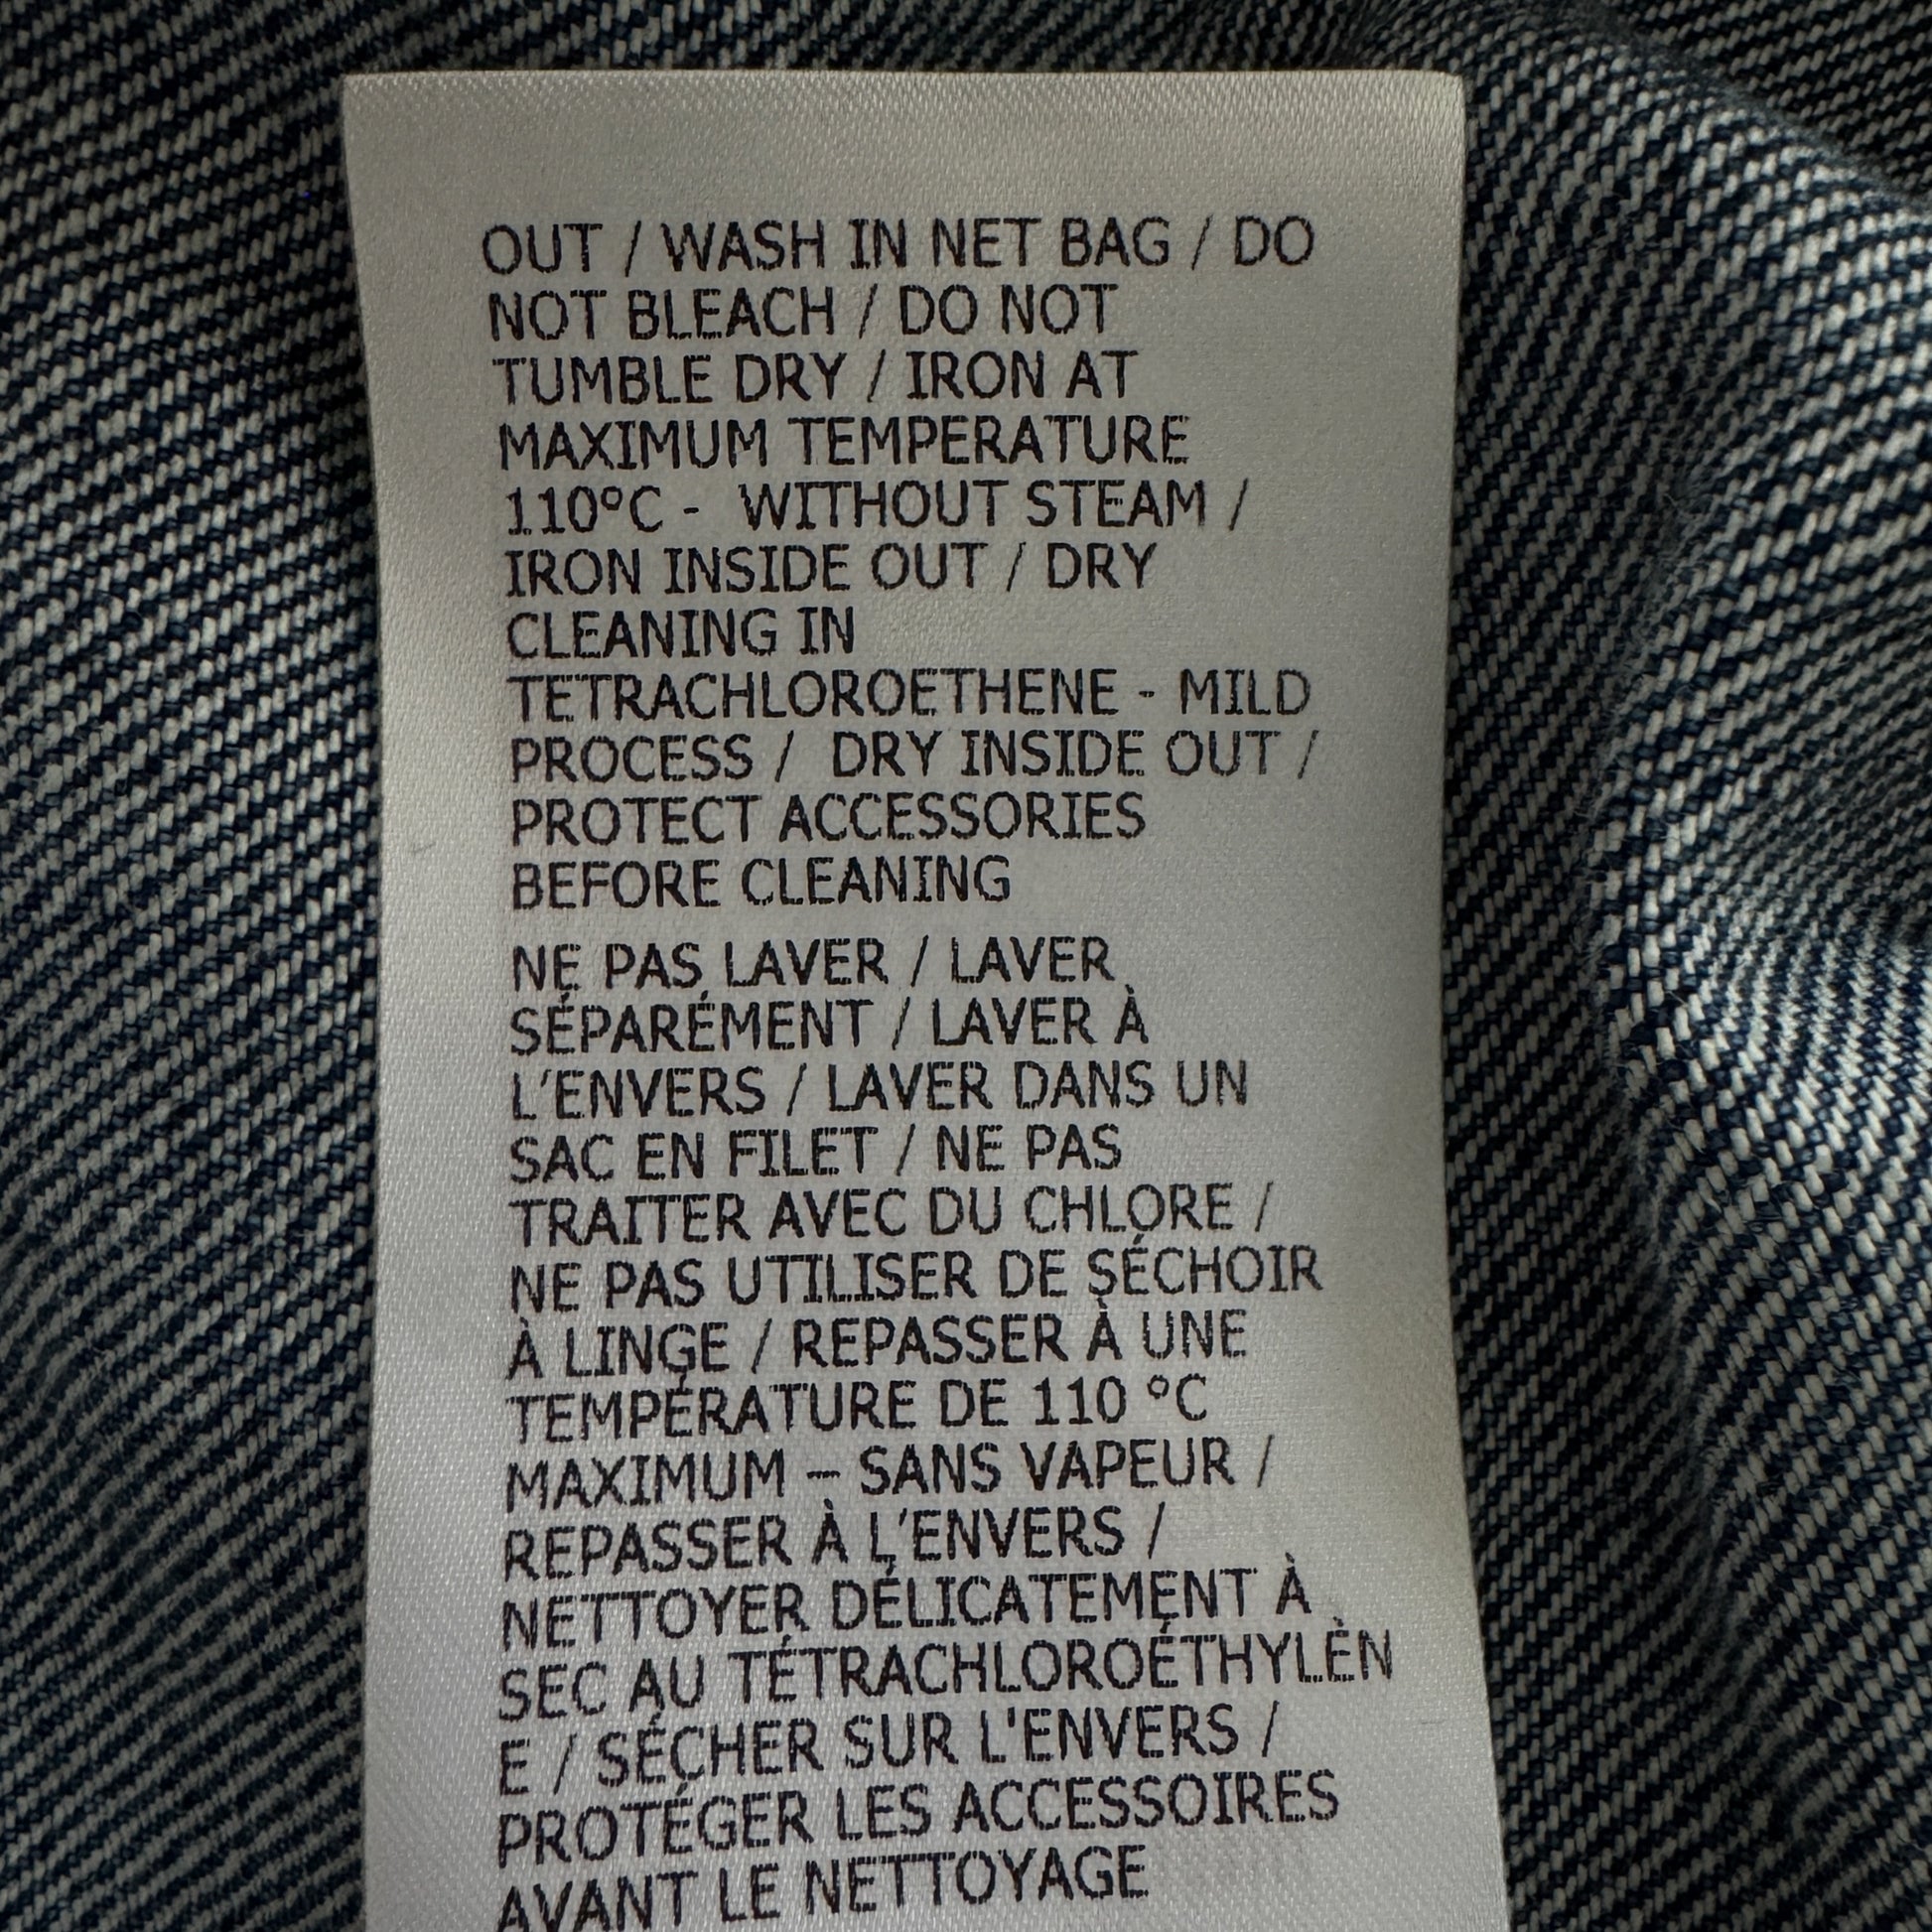 OUT / WASH IN NET BAG / DO
NOT BLEACH / DO NOT
TUMBLE DRY / IRON AT
MAXIMUM TEMPERATURE
110°C - WITHOUT STEAM /
IRON INSIDE OUT / DRY
CLEANING IN
TETRACHLOROETHENE - MILD
PROCESS / DRY INSIDE OUT /
PROTECT ACCESSORIES
BEFORE CLEANING
NE PAS LAVER / LAVER
SÉPARÉMENT / LAVER À
L'ENVERS / LAVER DANS UN
SAC EN FILET / NE PAS
TRAITER AVEC DU CHLORE /
NE PAS UTILISER DE SÉCHOIR
À LINGE / REPASSER À UNE
TEMPÉRATURE DE 110 °C
MAXIMUM – SANS VAPEUR /
REPASSER À L'ENVERS /
NETTOYER DÉLICATEMENT À
SEC AU TÉTRACHLOROÉTHYLÈN
E / SÉCHER SUR L'ENVERS /
PROTÉGER LES ACCESSOIRES
AVANT LE NETTOYAGE